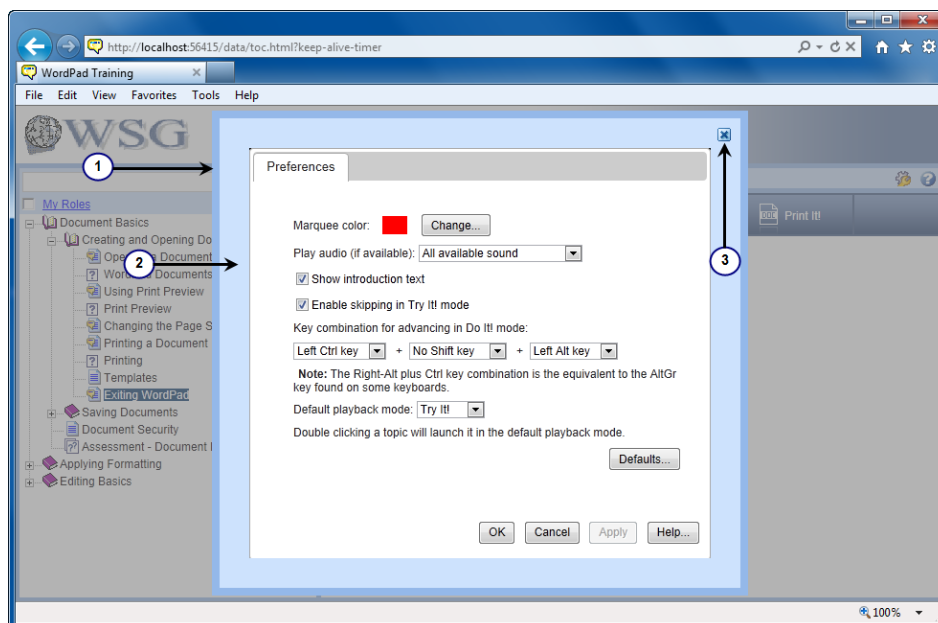 http://localhost:56415/data/toc.html?keep-alive-timer
WordPad Training
File Edit View Favorites Tools Help
WSG
1
Preferences
My Roles
Print It!
Document Basics
Creating and Opening Do
Marquee color: Change...
Play audio (if available): All available sound
2
3
Documents
Show introduction text
Using Print Preview
Enable skipping in Try It! mode
Print Preview
Changing the Page S
Key combination for advancing in Do It! mode:
Printing a Document
Left Ctrl key + No Shift key + Left Alt key
Printing
Note: The Right-Alt plus Ctrl key combination is the equivalent to the AltGr
key found on some keyboards.
Templates
Exiting WordPad
Default playback mode: Try It!
Saving Documents
Document Security
Double clicking a topic will launch it in the default playback mode.
Assessment - Document
Defaults...
Applying Formatting
Editing Basics
OK Cancel Apply Help...
100%